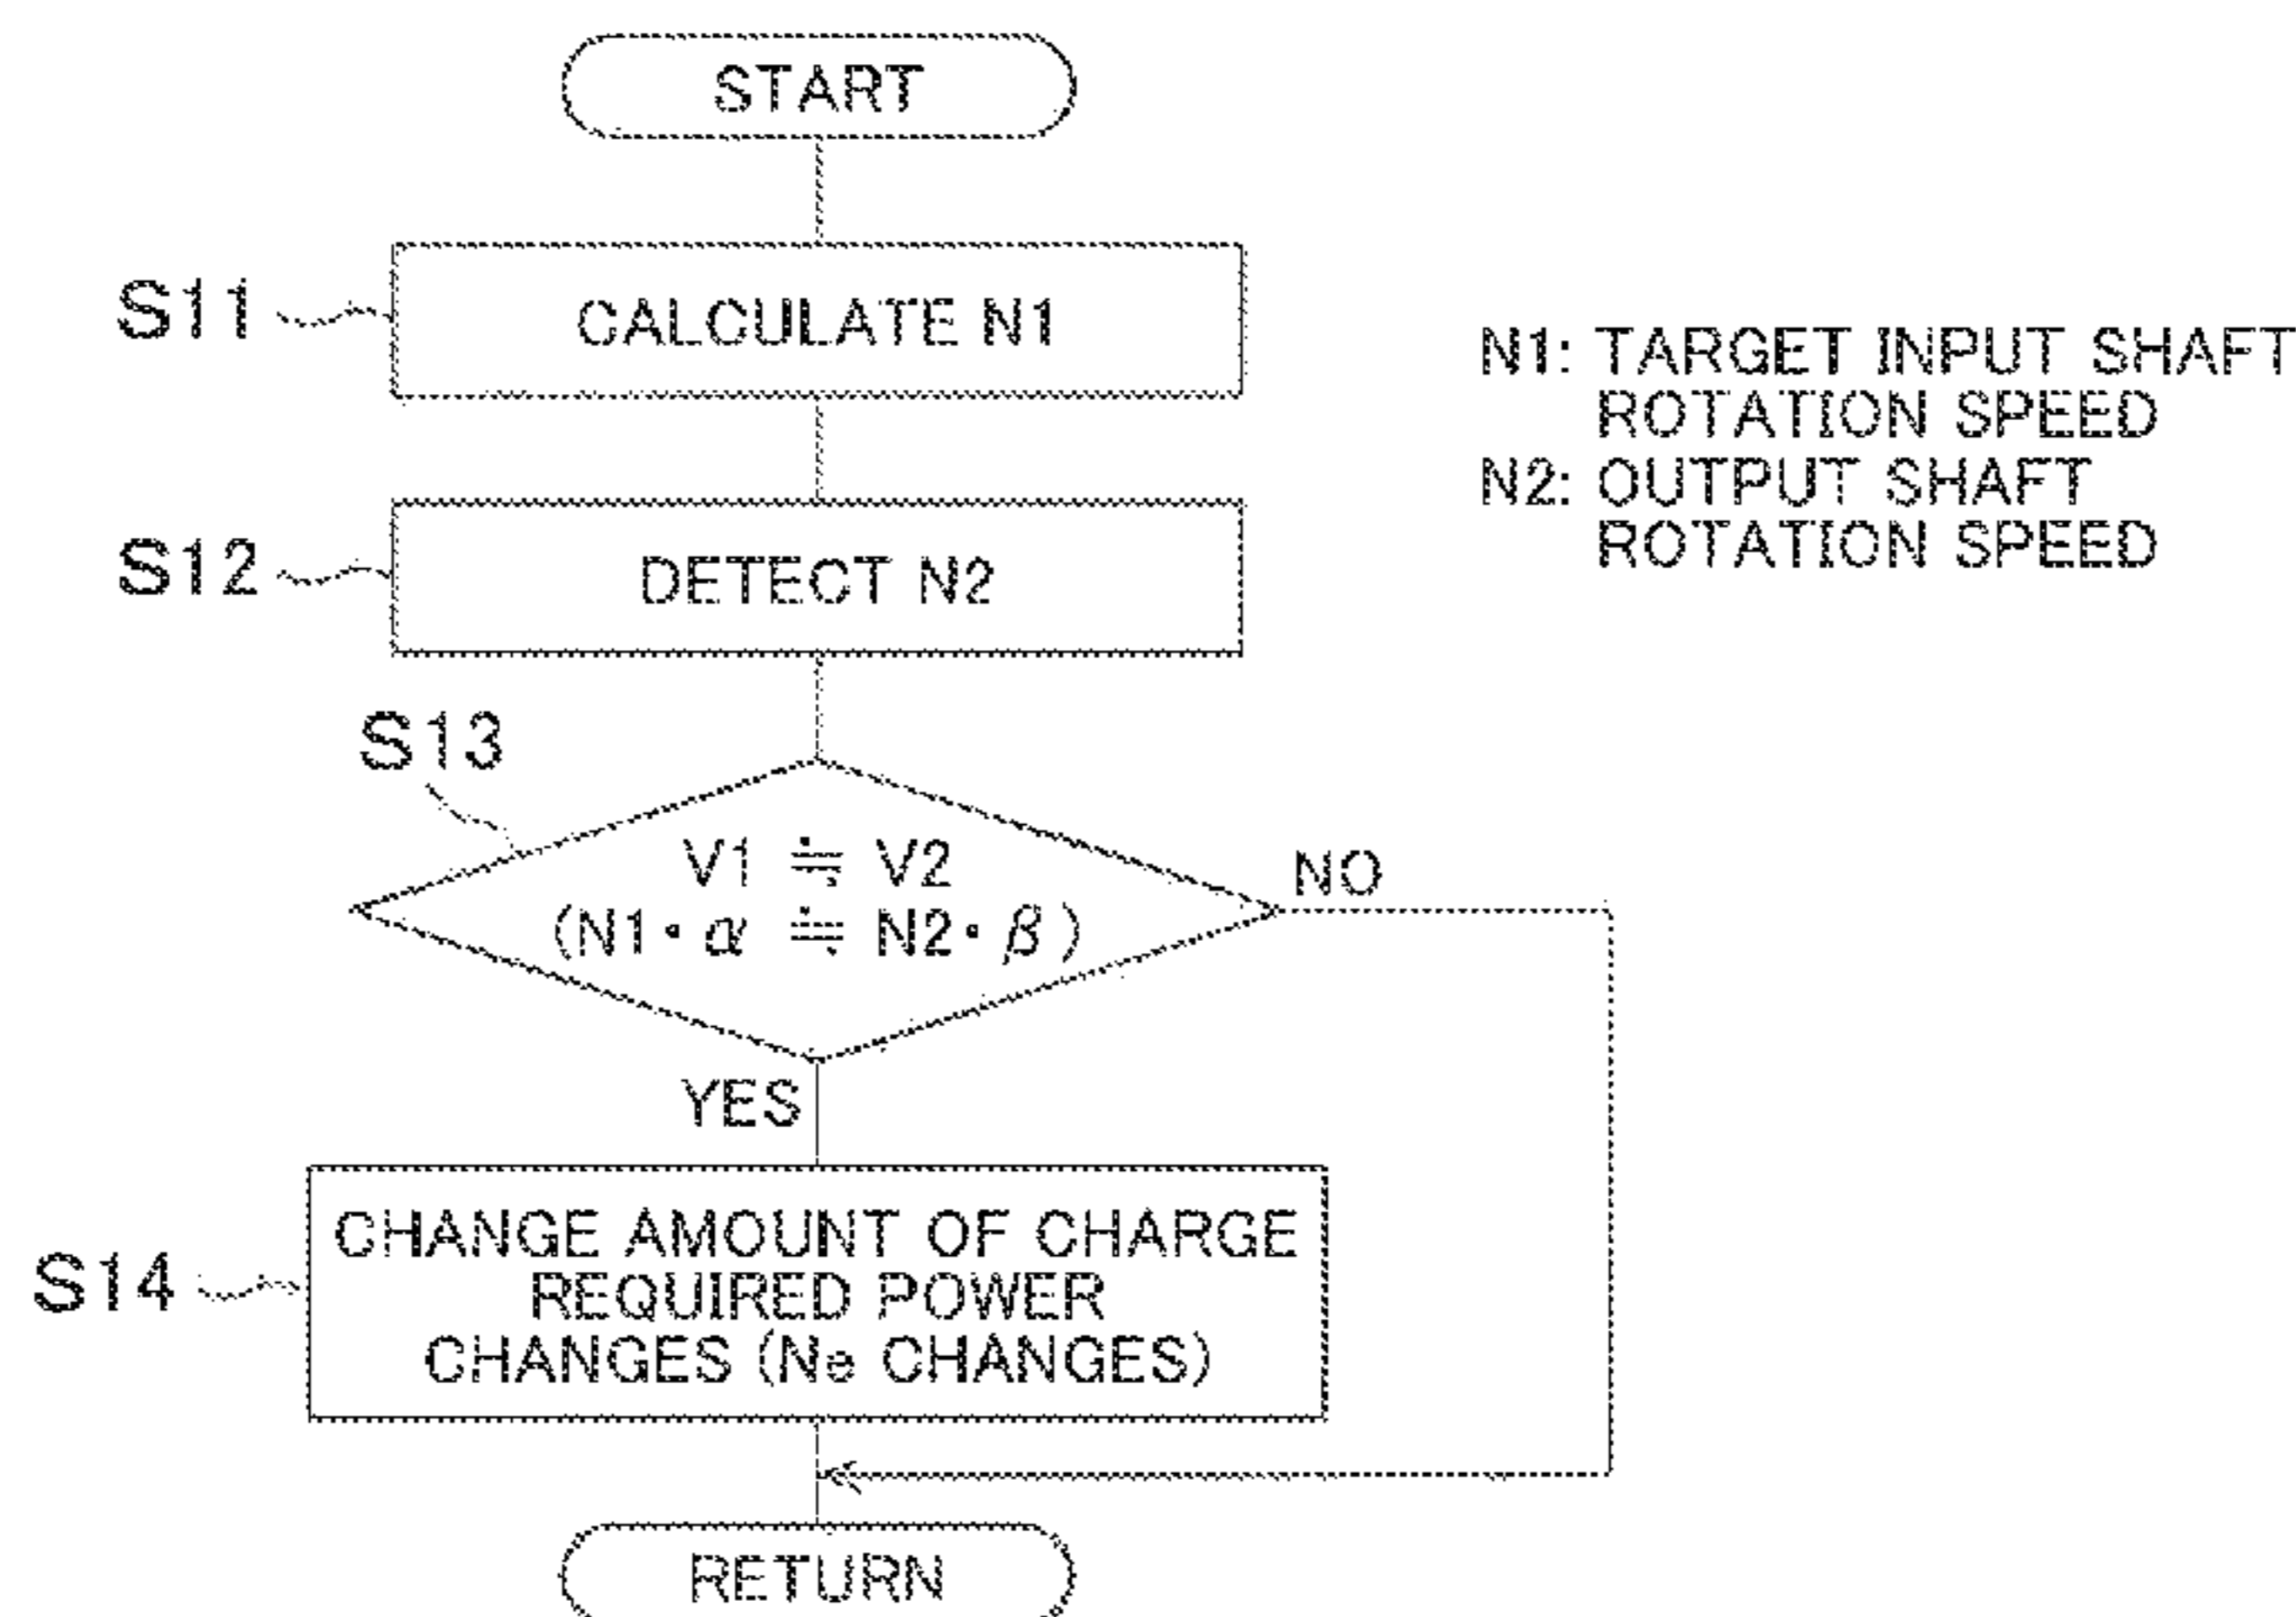 START
S11
CALCULATE N1
N1: TARGET INPUT SHAFT
ROTATION SPEED
N2: OUTPUT SHAFT
ROTATION SPEED
S12
DETECT N2
S13
V1 ≒ V2
(N1・α ≒ N2・β)
NO
YES
S14
CHANGE AMOUNT OF CHARGE
REQUIRED POWER
CHANGES (Ne CHANGES)
RETURN